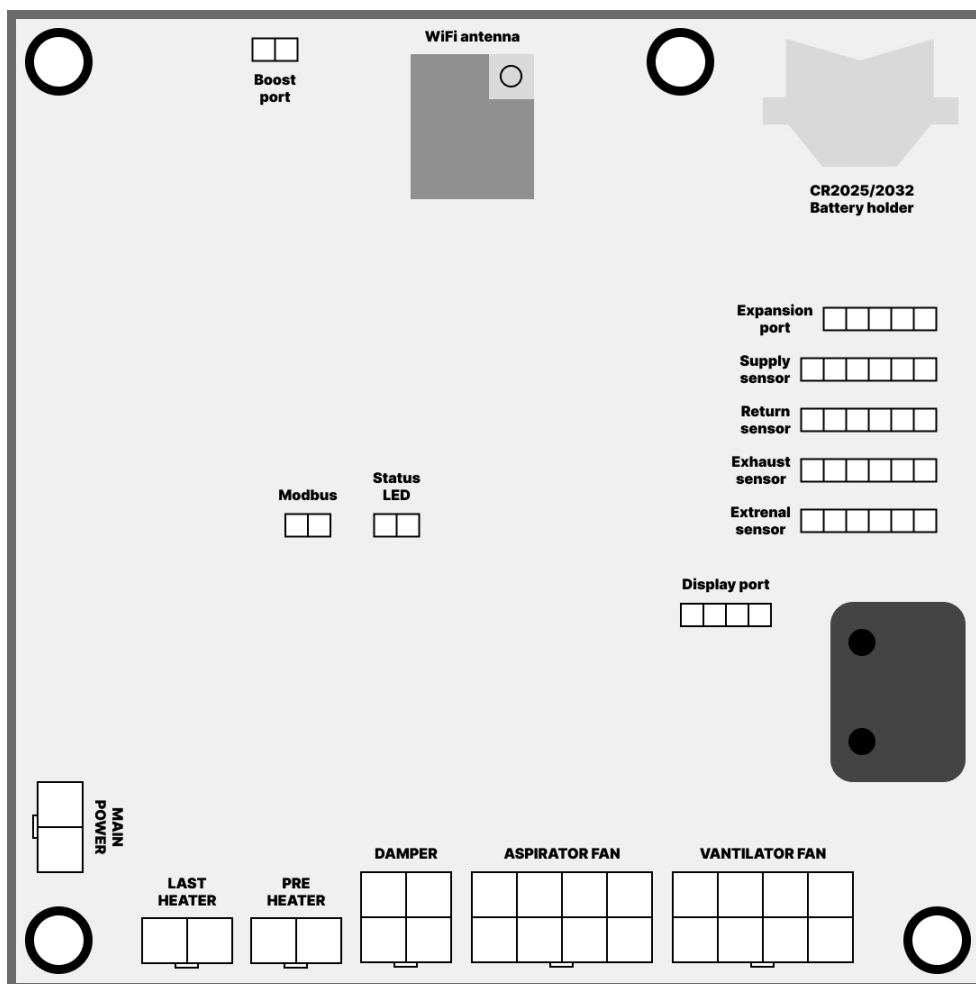 WiFi antenna
Boost
port
CR2025/2032
Battery holder
Expansion
port
Supply
sensor
Return
sensor
Exhaust
sensor
Extrenal
sensor
Modbus
Status
LED
Display port
MAIN
POWER
LAST
HEATER
PRE
HEATER
DAMPER
ASPIRATOR FAN
VANTILATOR FAN